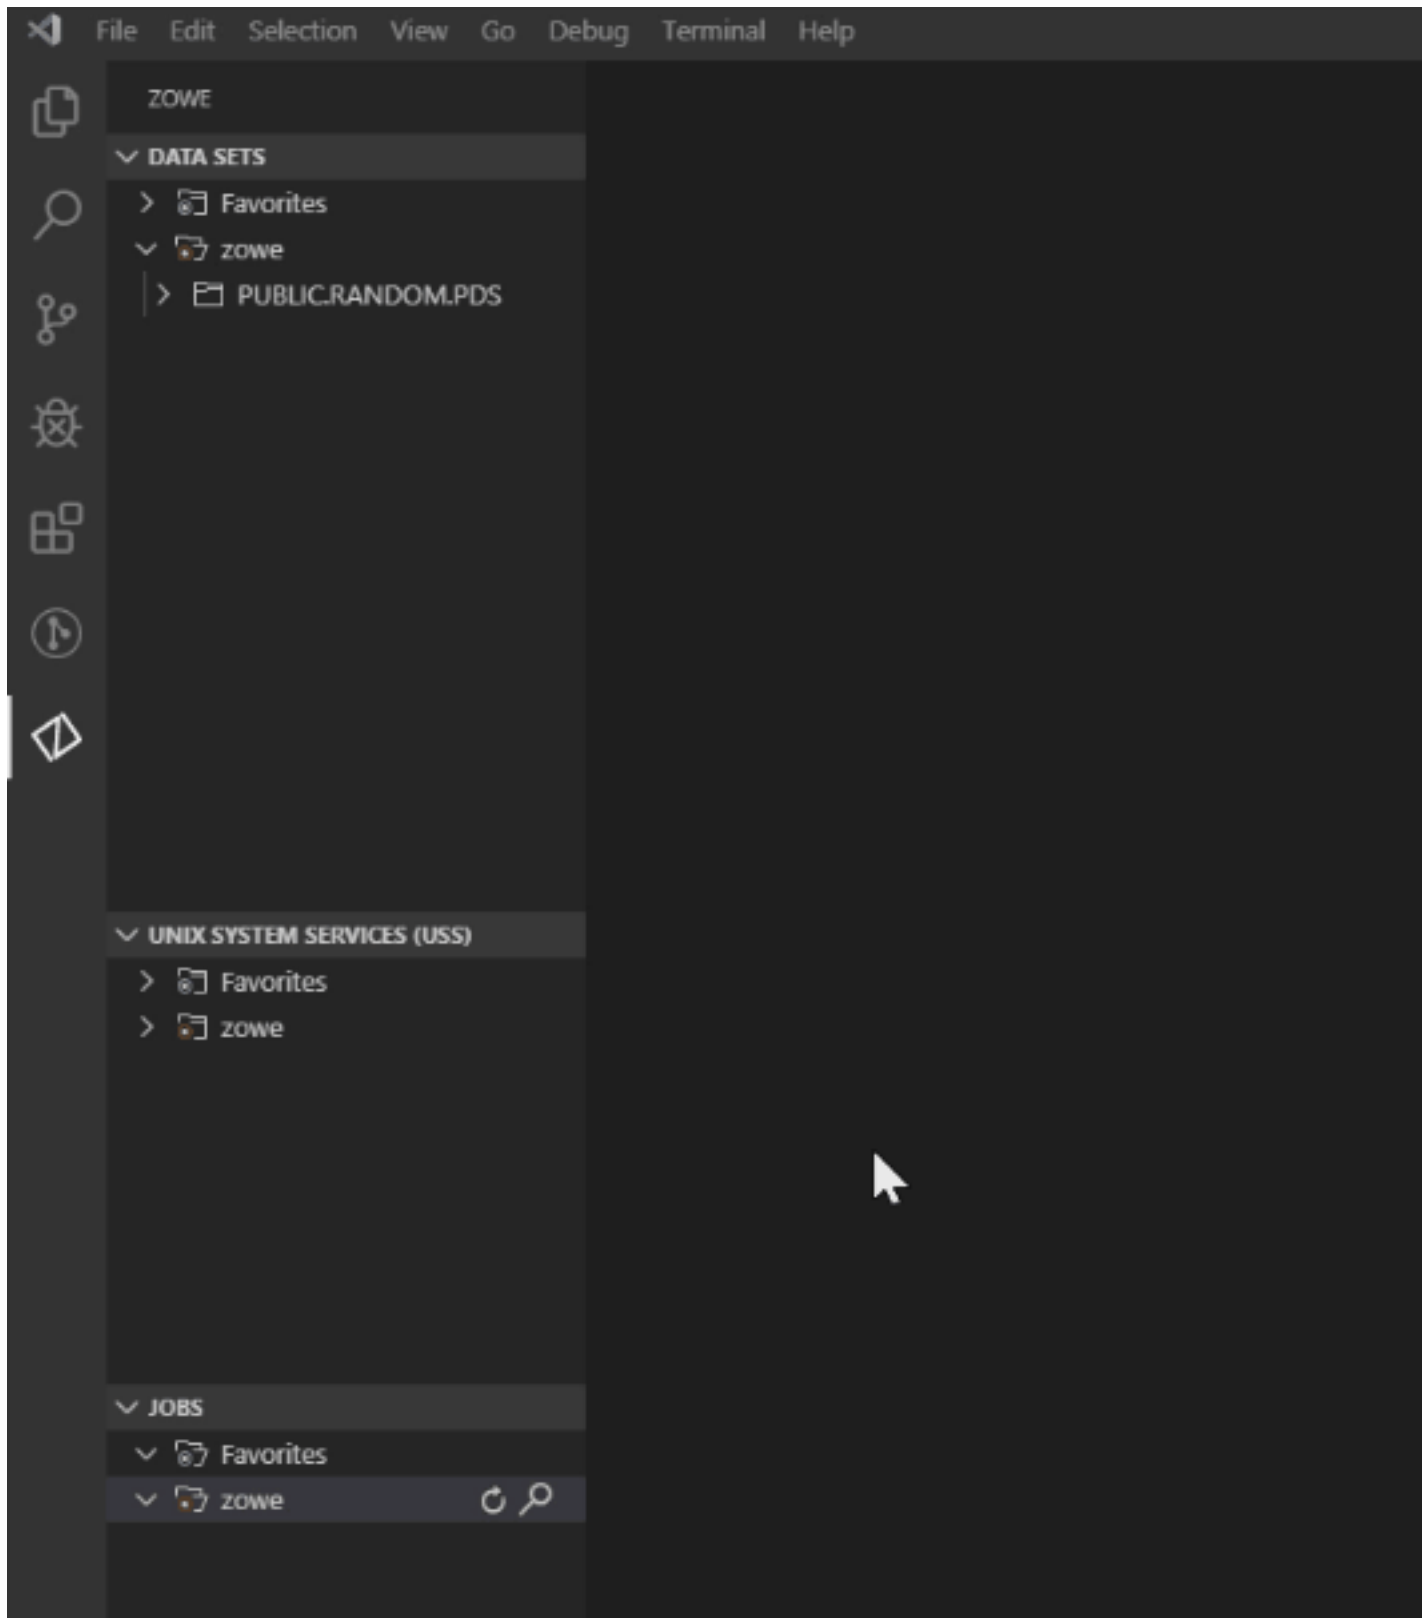 File Edit Selection View Go Debug Terminal Help
ZOWE
DATA SETS
Favorites
zowe
PUBLIC.RANDOM.PDS
UNIX SYSTEM SERVICES (USS)
Favorites
zowe
JOBS
Favorites
zowe